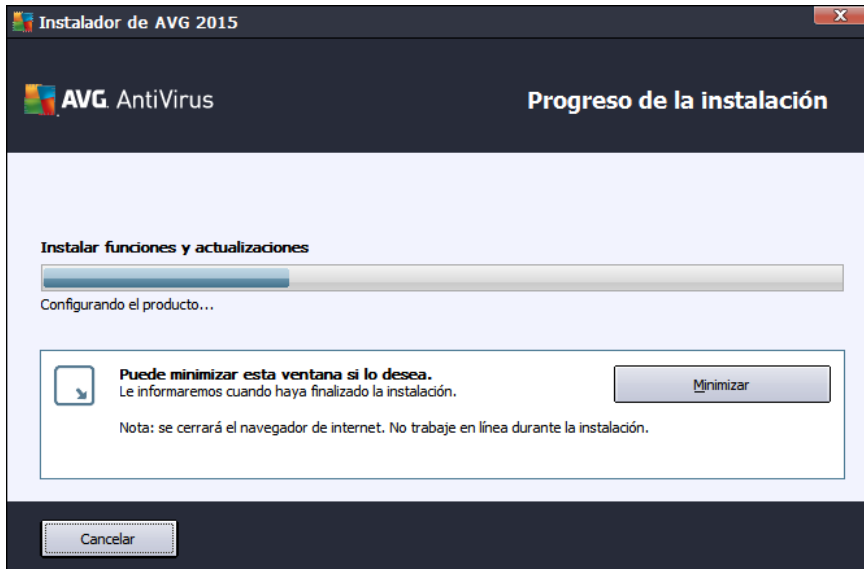 Instalador de AVG 2015
AVG. AntiVirus
Progreso de la instalación
Instalar funciones y actualizaciones
Configurando el producto...
Puede minimizar esta ventana si lo desea.
Le informaremos cuando haya finalizado la instalación.
Minimizar
Nota: se cerrará el navegador de internet. No trabaje en línea durante la instalación.
Cancelar